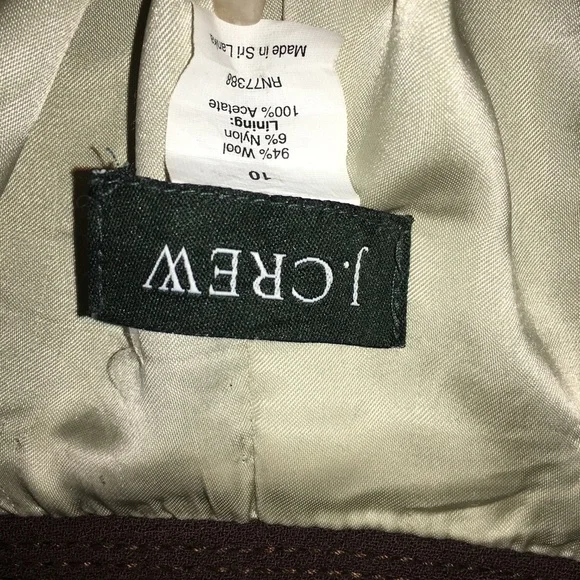 J.CREW
10
94% Wool
6% Nylon
Lining:
100% Acetate
RN77388
Made in Sri Lanka